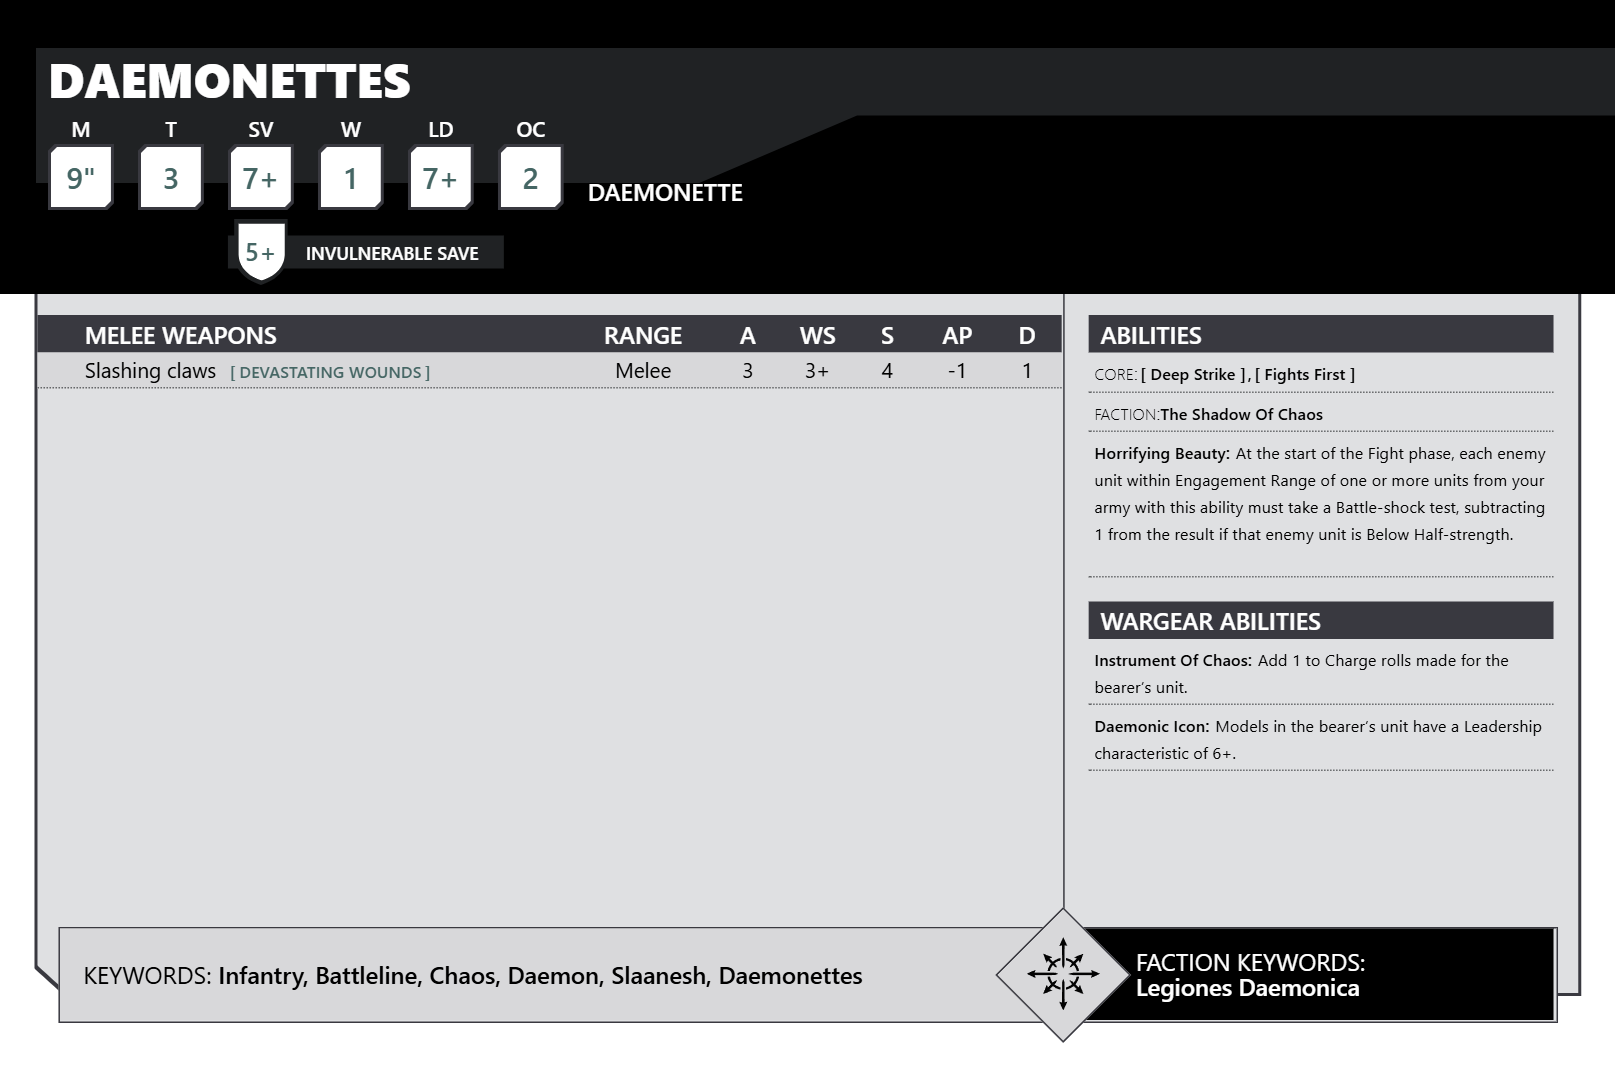 DAEMONETTES
M T SV W LD OC
9" 3 7+ 1 7+ 2 DAEMONETTE
5+ INVULNERABLE SAVE
MELEE WEAPONS RANGE A WS S AP D
Slashing claws [ DEVASTATING WOUNDS ] Melee 3 3+ 4 -1 1
ABILITIES
CORE: [ Deep Strike ], [ Fights First ]
FACTION:The Shadow Of Chaos
Horrifying Beauty: At the start of the Fight phase, each enemy
unit within Engagement Range of one or more units from your
army with this ability must take a Battle-shock test, subtracting
1 from the result if that enemy unit is Below Half-strength.
WARGEAR ABILITIES
Instrument Of Chaos: Add 1 to Charge rolls made for the
bearer’s unit.
Daemonic Icon: Models in the bearer’s unit have a Leadership
characteristic of 6+.
KEYWORDS: Infantry, Battleline, Chaos, Daemon, Slaanesh, Daemonettes
FACTION KEYWORDS:
Legiones Daemonica